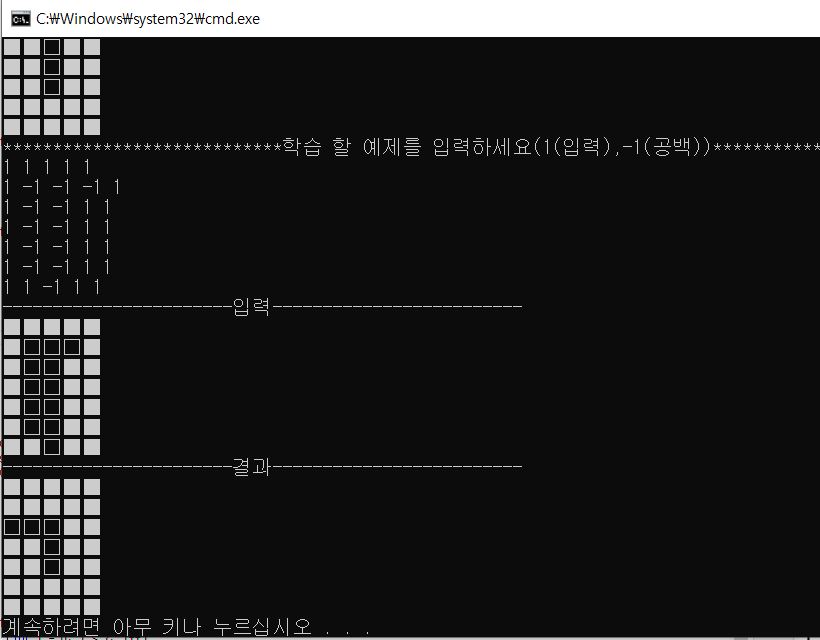 C:₩Windows₩system32₩cmd.exe
****************************학습 할 예제를 입력하세요(1(입력),-1(공백))***********
1 1 1 1 1
1 -1 -1 -1 1
1 -1 -1 1 1
1 -1 -1 1 1
1 -1 -1 1 1
1 -1 -1 1 1
1 1 -1 1 1
-----------------------입력-------------------------
■■■■■
■□□□■
■□□■■
■□□■■
■□□■■
■□□■■
■■□■■
-----------------------결과-------------------------
■■■■■
■■■■■
□□□■■
■■□■■
■■□■■
■■■■■
■■■■■
계속하려면 아무 키나 누르십시오 . . .